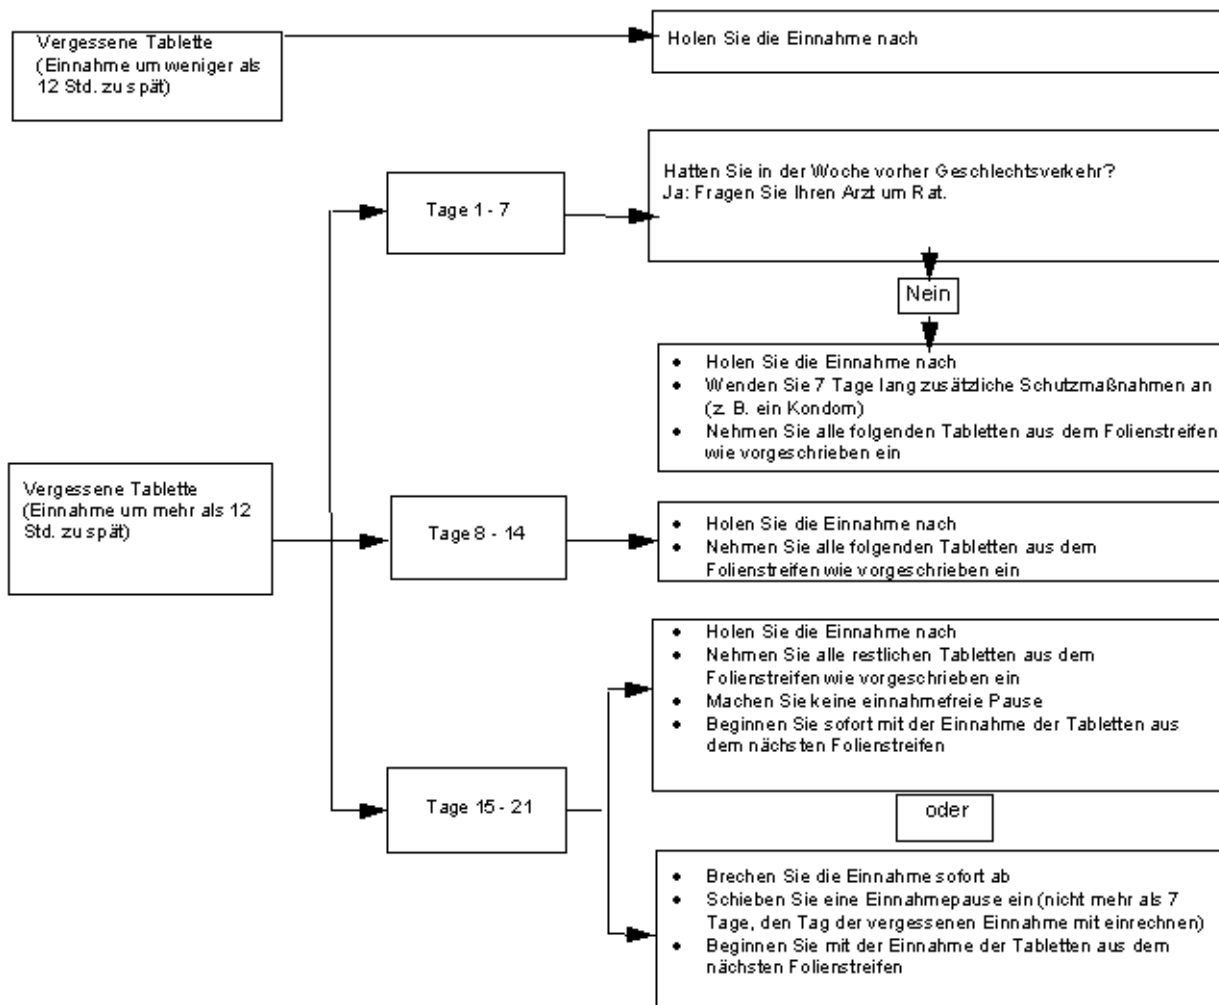 Vergessene Tablette
(Einnahme um weniger als
12 Std. zu spät)
Holen Sie die Einnahme nach
Hatten Sie in der Woche vorher Geschlechtsverkehr?
Ja: Fragen Sie Ihren Arzt um Rat.
Tage 1 - 7
Nein
• Holen Sie die Einnahme nach
• Wenden Sie 7 Tage lang zusätzliche Schutzmaßnahmen an
(z. B. ein Kondom)
• Nehmen Sie alle folgenden Tabletten aus dem Folienstreifen
wie vorgeschrieben ein
Vergessene Tablette
(Einnahme um mehr als 12
Std. zu spät)
Tage 8 - 14
• Holen Sie die Einnahme nach
• Nehmen Sie alle folgenden Tabletten aus dem
Folienstreifen wie vorgeschrieben ein
• Holen Sie die Einnahme nach
• Nehmen Sie alle restlichen Tabletten aus dem
Folienstreifen wie vorgeschrieben ein
• Machen Sie keine einnahmefreie Pause
• Beginnen Sie sofort mit der Einnahme der Tabletten aus
dem nächsten Folienstreifen
Tage 15 - 21
oder
• Brechen Sie die Einnahme sofort ab
• Schieben Sie eine Einnahmepause ein (nicht mehr als 7
Tage, den Tag der vergessenen Einnahme mit einrechnen)
• Beginnen Sie mit der Einnahme der Tabletten aus dem
nächsten Folienstreifen